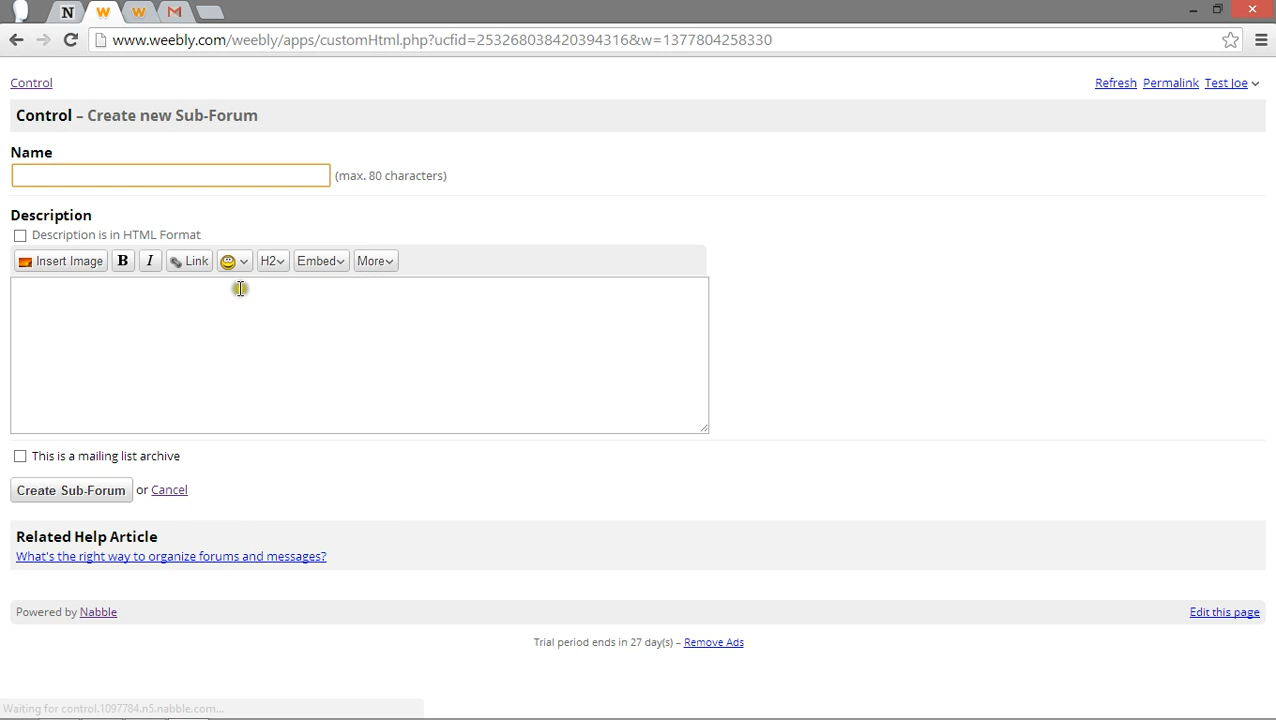 www.weebly.com/weebly/apps/customHtml.php?ucfid=253268038420394316&w=1377804258330
Control
Refresh Permalink Test Joe
Control – Create new Sub-Forum
Name
(max. 80 characters)
Description
Description is in HTML Format
Insert Image B I Link H2 Embed More
This is a mailing list archive
Create Sub-Forum or Cancel
Related Help Article
What's the right way to organize forums and messages?
Powered by Nabble
Edit this page
Trial period ends in 27 day(s) – Remove Ads
Waiting for control.1097784.n5.nabble.com...